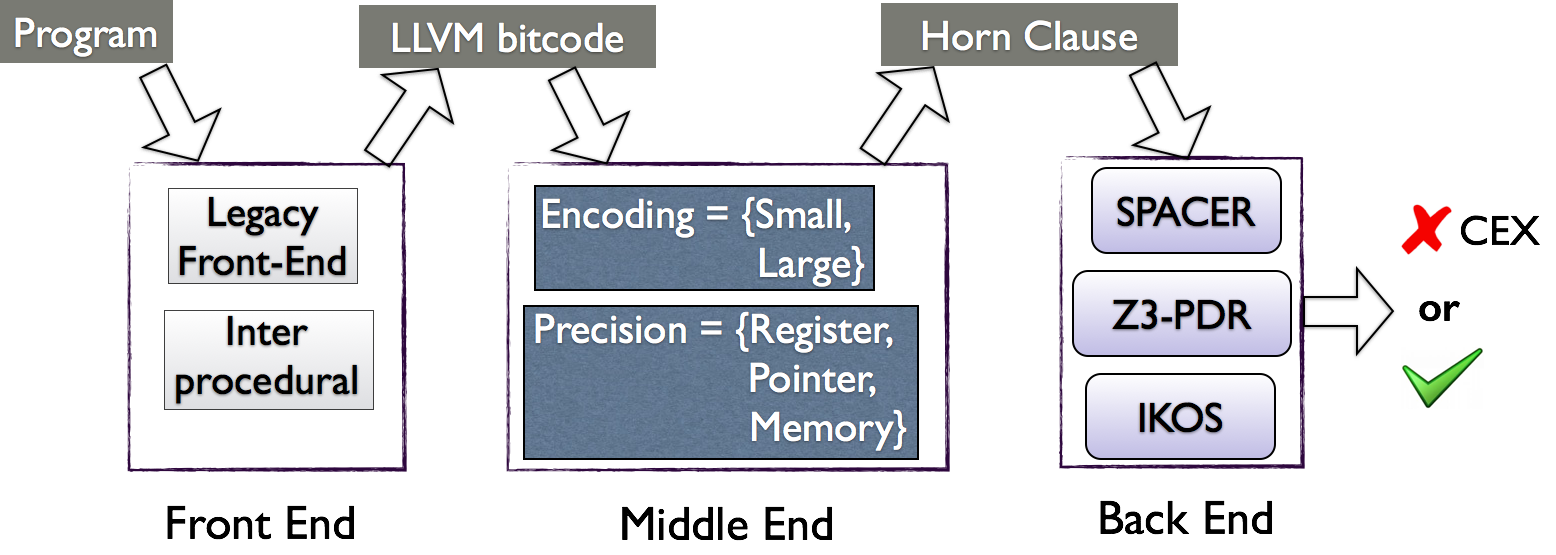 Program
LLVM bitcode
Horn Clause
Legacy
Front-End
Inter
procedural
Encoding = {Small,
Large}
Precision = {Register,
Pointer,
Memory}
SPACER
Z3-PDR
IKOS
CEX
or
Front End
Middle End
Back End